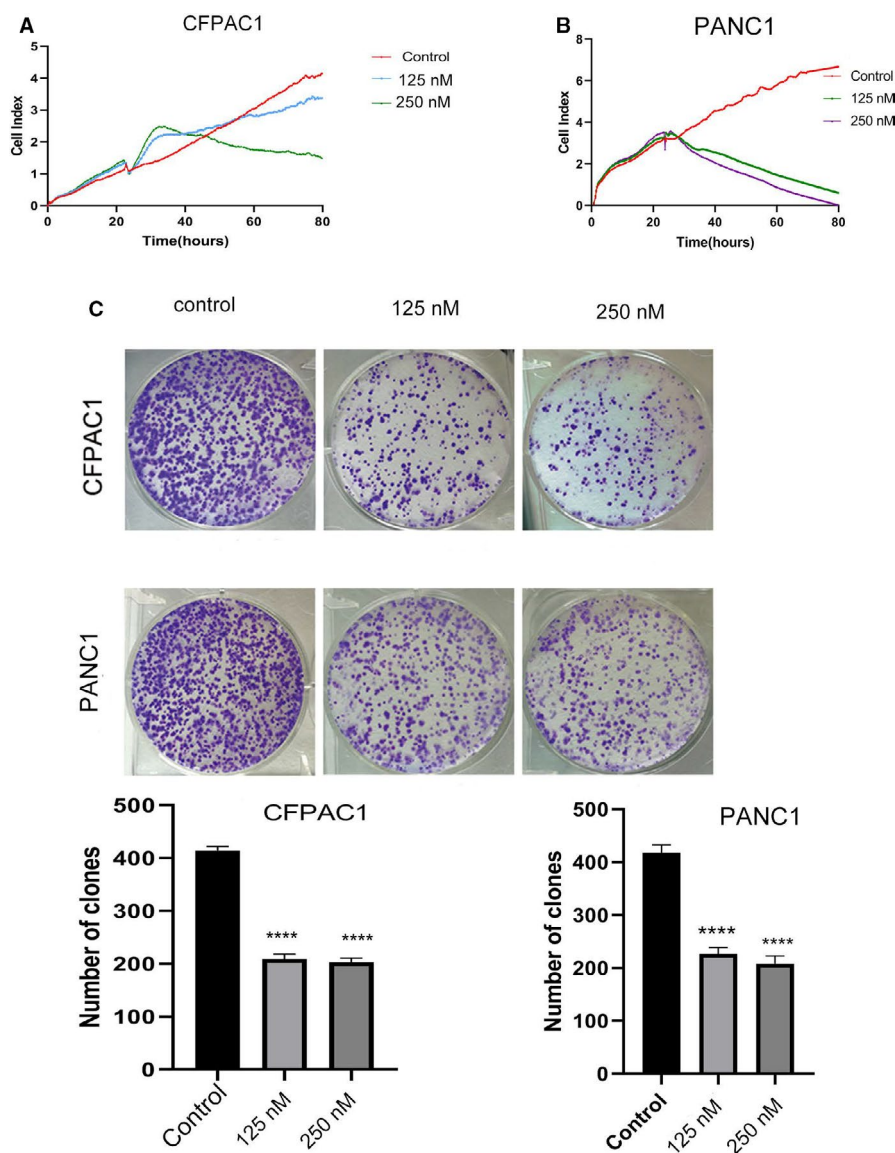 A
CFPAC1
Cell Index
5
4
3
2
1
0
0 20 40 60 80
Time(hours)
Control
125 nM
250 nM
B
PANC1
Cell Index
8
6
4
2
0
0 20 40 60 80
Time(hours)
Control
125 nM
250 nM
C
control 125 nM 250 nM
CFPAC1
PANC1
CFPAC1
Number of clones
500
400
300
200
100
0
**** ****
Control 125 nM 250 nM
PANC1
Number of clones
500
400
300
200
100
0
**** ****
Control 125 nM 250 nM